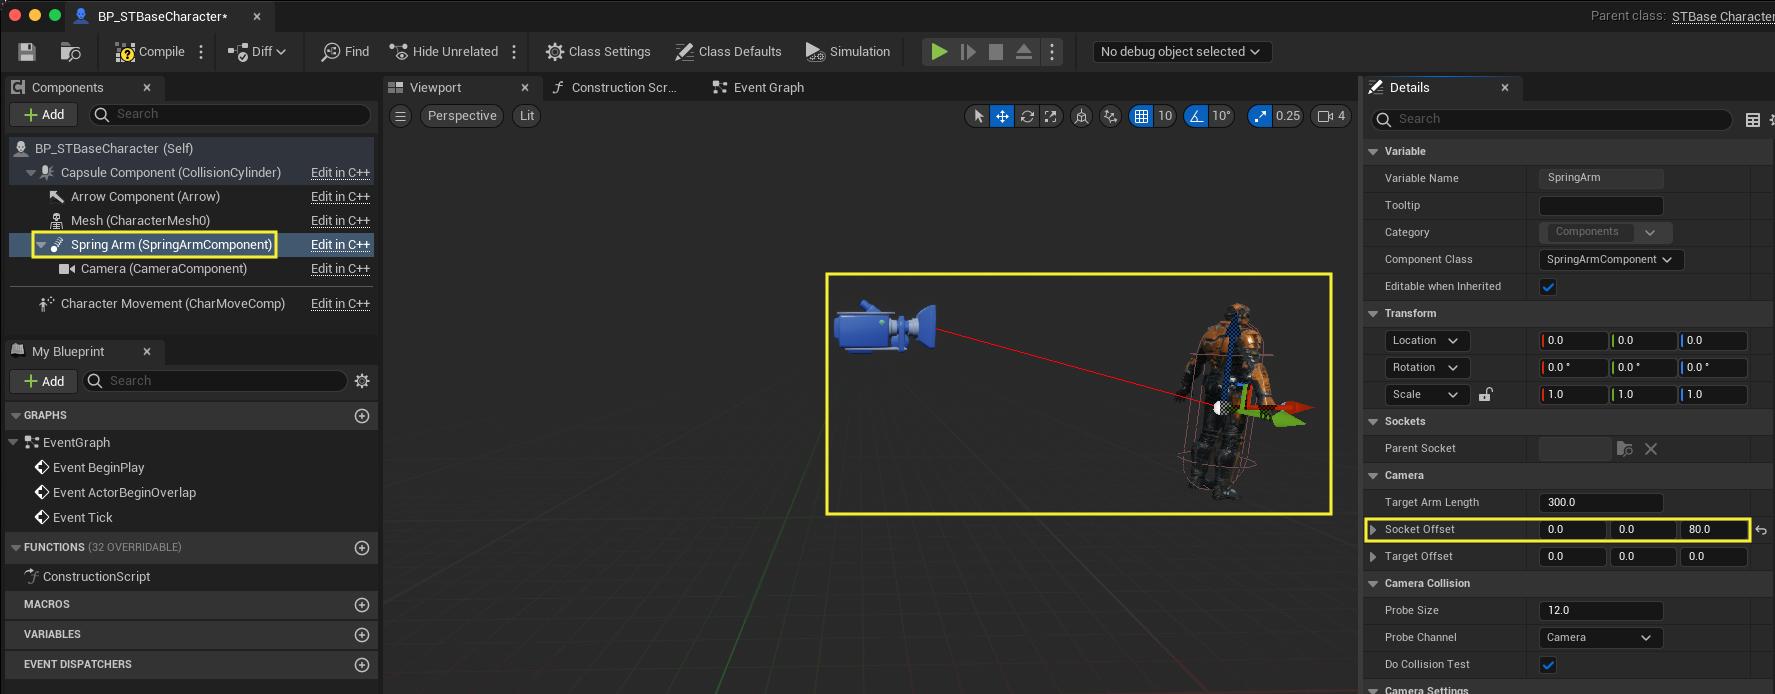 BP_STBaseCharacter*
Parent class: STBase Character
Compile
Diff
Find
Hide Unrelated
Class Settings
Class Defaults
Simulation
No debug object selected
Components
Add
Search
BP_STBaseCharacter (Self)
Capsule Component (CollisionCylinder) Edit in C++
Arrow Component (Arrow) Edit in C++
Mesh (CharacterMesh0) Edit in C++
Spring Arm (SpringArmComponent) Edit in C++
Camera (CameraComponent) Edit in C++
Character Movement (CharMoveComp) Edit in C++
My Blueprint
Add
Search
GRAPHS
EventGraph
Event BeginPlay
Event ActorBeginOverlap
Event Tick
FUNCTIONS (32 OVERRIDABLE)
ConstructionScript
MACROS
VARIABLES
EVENT DISPATCHERS
Viewport
Construction Scr...
Event Graph
Perspective
Lit
10
10°
0.25
4
Details
Search
Variable
Variable Name SpringArm
Tooltip
Category Components
Component Class SpringArmComponent
Editable when Inherited
Transform
Location 0.0 0.0 0.0
Rotation 0.0 ° 0.0 ° 0.0 °
Scale 1.0 1.0 1.0
Sockets
Parent Socket
Camera
Target Arm Length 300.0
Socket Offset 0.0 0.0 80.0
Target Offset 0.0 0.0 0.0
Camera Collision
Probe Size 12.0
Probe Channel Camera
Do Collision Test
Camera Settings